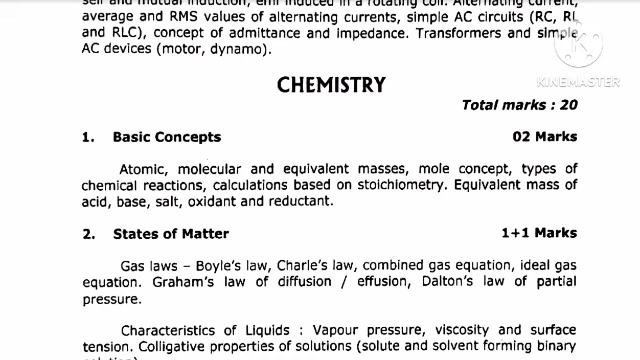 self and mutual induction, emf induced in a rotating coil. Alternating current,
average and RMS values of alternating currents, simple AC circuits (RC, RL
and RLC), concept of admittance and impedance. Transformers and simple
AC devices (motor, dynamo).
KINEMASTER
CHEMISTRY
Total marks : 20
1. Basic Concepts 02 Marks
Atomic, molecular and equivalent masses, mole concept, types of
chemical reactions, calculations based on stoichiometry. Equivalent mass of
acid, base, salt, oxidant and reductant.
2. States of Matter 1+1 Marks
Gas laws – Boyle's law, Charle's law, combined gas equation, ideal gas
equation. Graham's law of diffusion / effusion, Dalton's law of partial
pressure.
Characteristics of Liquids : Vapour pressure, viscosity and surface
tension. Colligative properties of solutions (solute and solvent forming binary